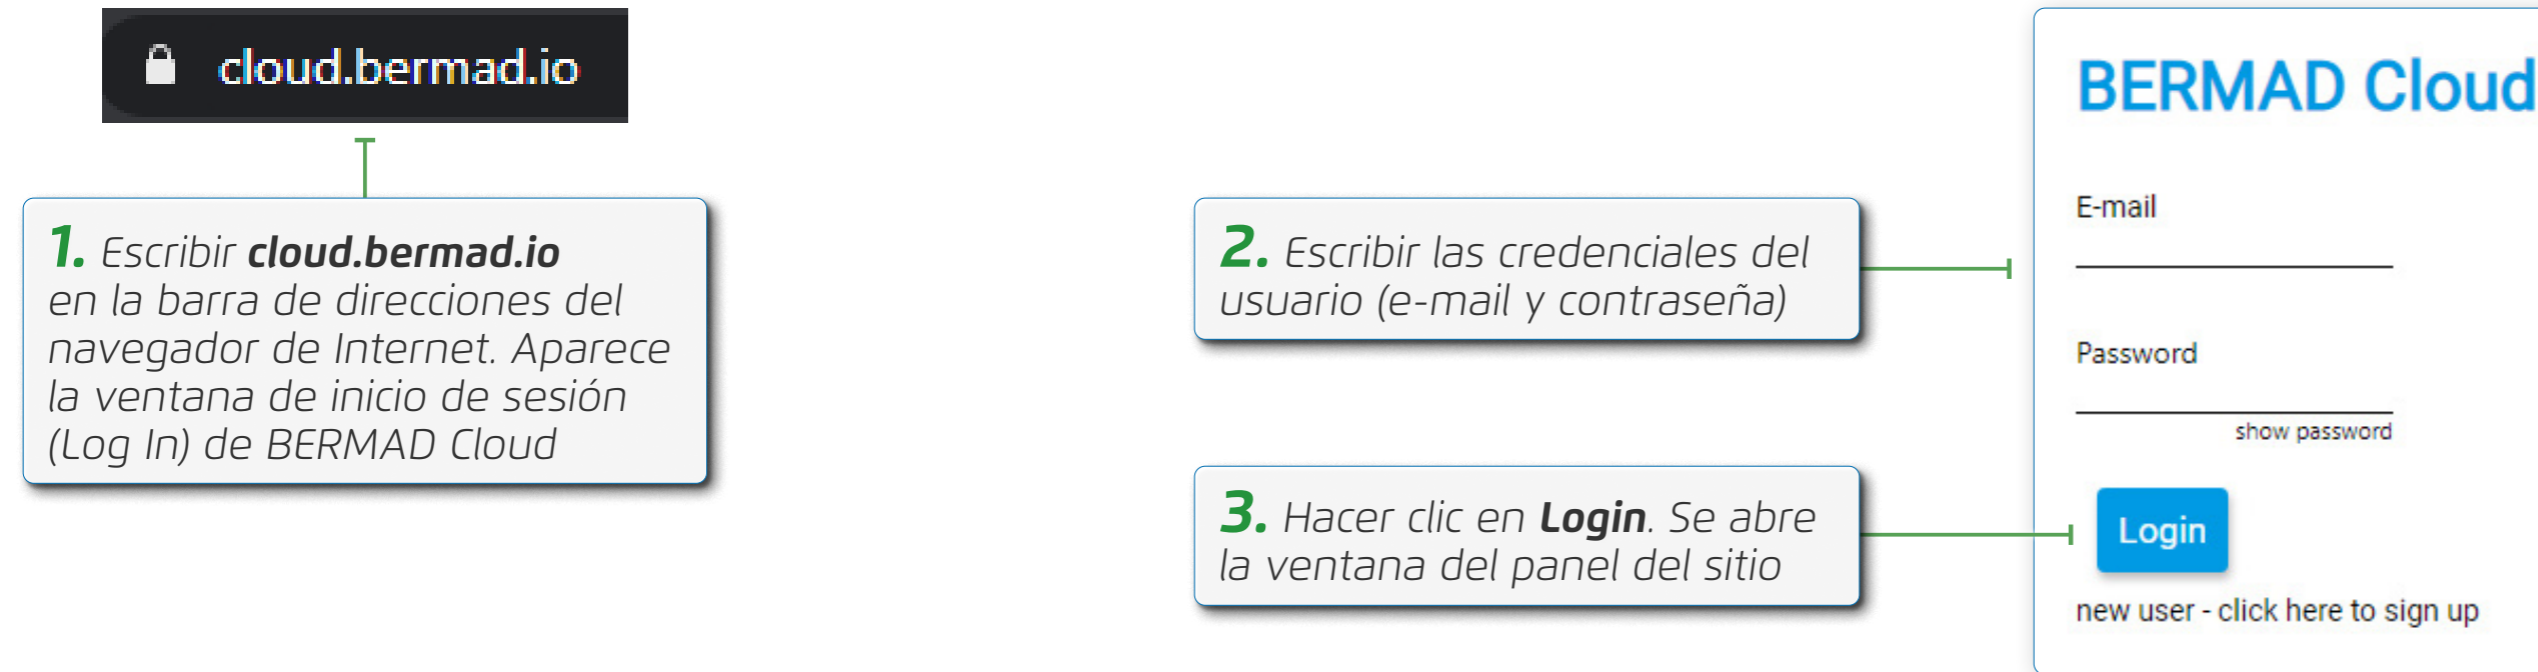 cloud.bermad.io
1. Escribir cloud.bermad.io
en la barra de direcciones del
navegador de Internet. Aparece
la ventana de inicio de sesión
(Log In) de BERMAD Cloud
2. Escribir las credenciales del
usuario (e-mail y contraseña)
3. Hacer clic en Login. Se abre
la ventana del panel del sitio
BERMAD Cloud
E-mail
Password
show password
Login
new user - click here to sign up